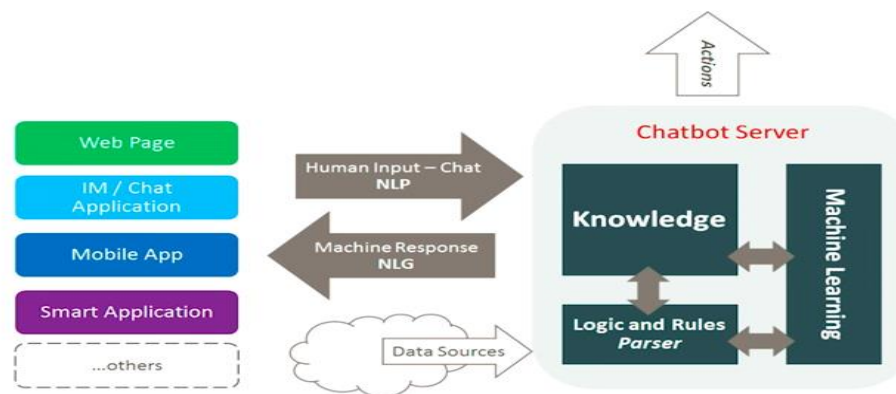 Actions
Chatbot Server
Web Page
IM / Chat
Application
Mobile App
Smart Application
...others
Human Input – Chat
NLP
Machine Response
NLG
Data Sources
Knowledge
Logic and Rules
Parser
Machine Learning